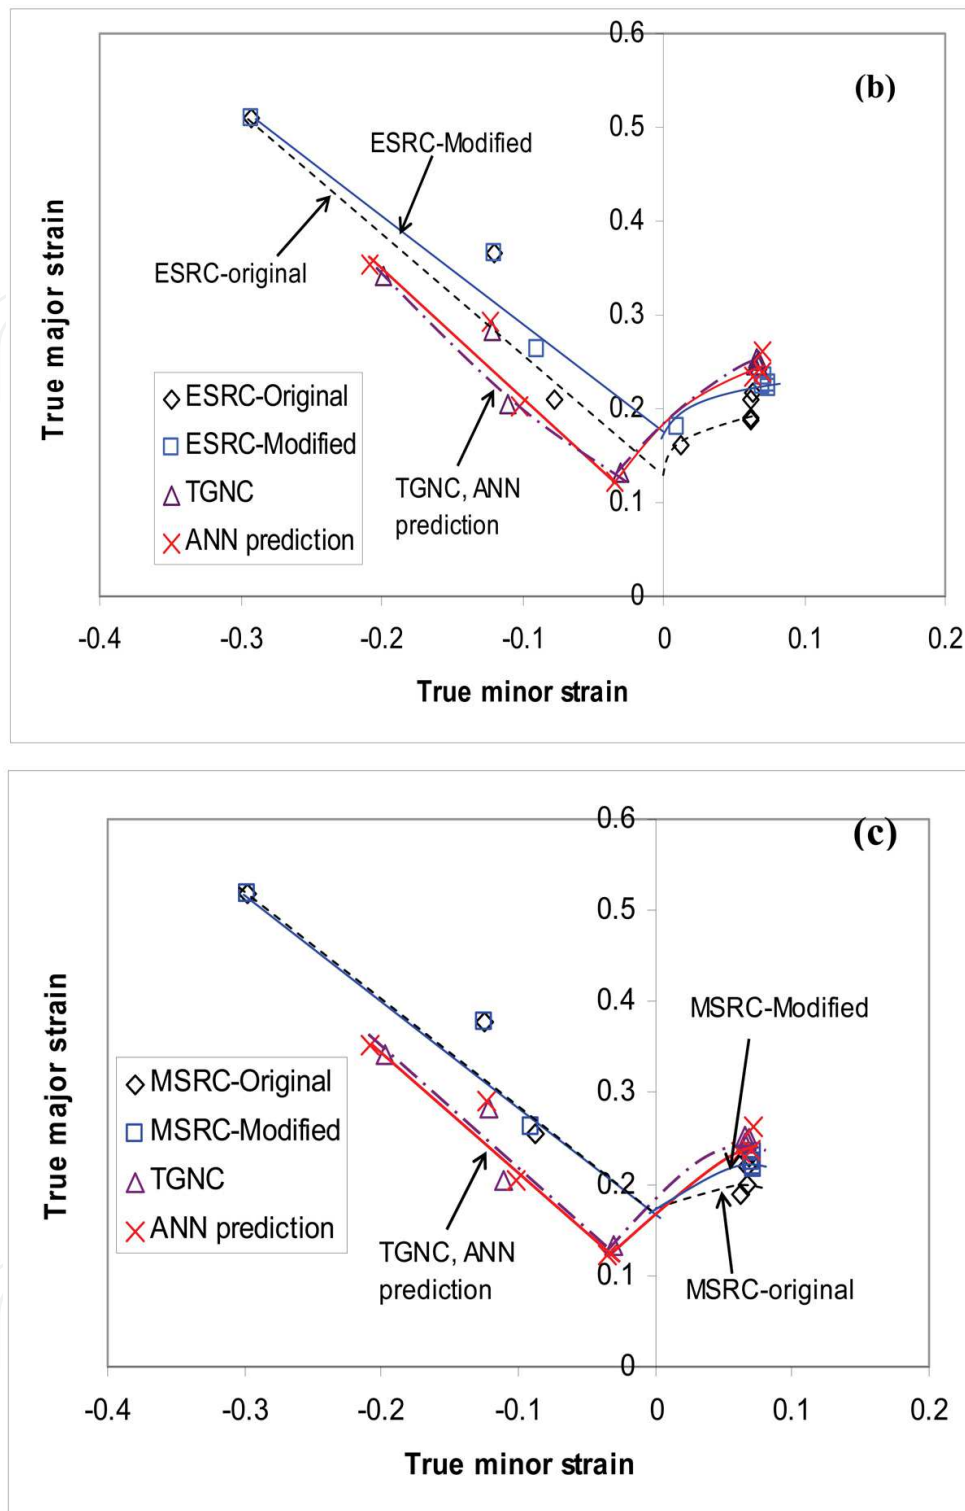 (b)
0.6
0.5
0.4
0.3
0.2
0.1
0
True major strain
ESRC-Modified
ESRC-original
ESRC-Original
ESRC-Modified
TGNC
ANN prediction
TGNC, ANN
prediction
-0.4 -0.3 -0.2 -0.1 0 0.1 0.2
True minor strain
(c)
0.6
0.5
0.4
0.3
0.2
0.1
0
True major strain
MSRC-Modified
MSRC-Original
MSRC-Modified
TGNC
ANN prediction
TGNC, ANN
prediction
MSRC-original
-0.4 -0.3 -0.2 -0.1 0 0.1 0.2
True minor strain